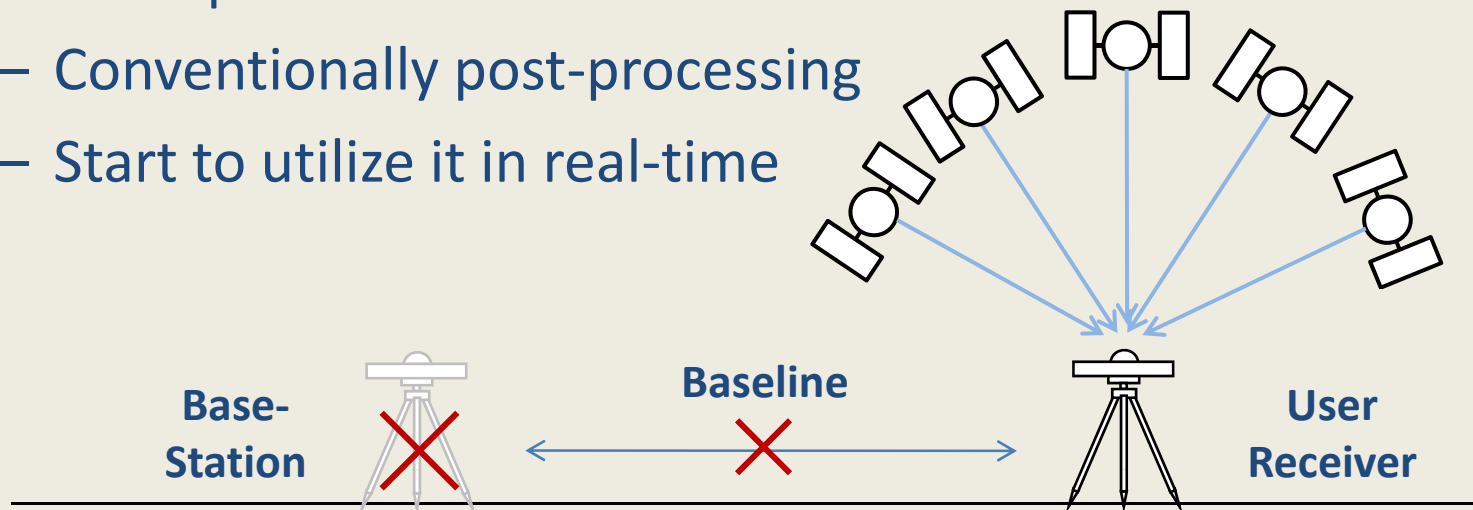 – Conventionally post-processing
– Start to utilize it in real-time
Baseline
Base-
Station
User
Receiver